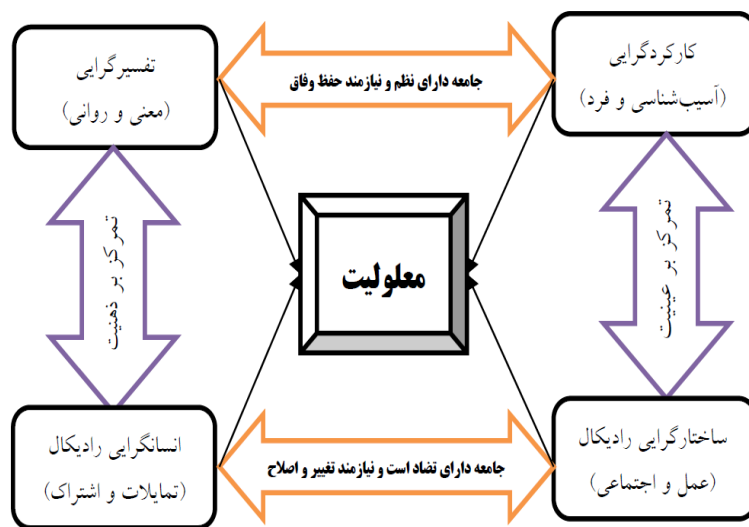 کارکردگرایی
(آسیب‌شناسی و فرد)
جامعه دارای نظم و نیازمند حفظ وفاق
تفسیرگرایی
(معنی و روانی)
تمرکز بر عینیت
معلولیت
تمرکز بر ذهنیت
ساختارگرایی رادیکال
(عمل و اجتماعی)
جامعه دارای تضاد است و نیازمند تغییر و اصلاح
انسانگرایی رادیکال
(تمایلات و اشتراک)